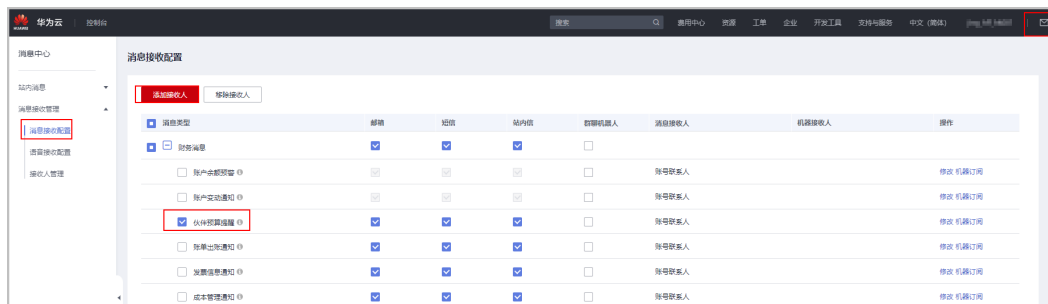 HUAWEI 华为云 控制台 搜索 费用中心 资源 工单 企业 开发工具 支持与服务 中文 (简体)
消息中心
消息接收配置
站内消息
消息接收管理
消息接收配置
语音接收配置
接收人管理
添加接收人 移除接收人
消息类型 邮箱 短信 站内信 群聊机器人 消息接收人 机器接收人 操作
财务消息
账户余额预警 账号联系人 修改 机器订阅
账户变动通知 账号联系人 修改 机器订阅
伙伴预算提醒 账号联系人 修改 机器订阅
账单出账通知 账号联系人 修改 机器订阅
发票信息通知 账号联系人 修改 机器订阅
成本管理通知 账号联系人 修改 机器订阅